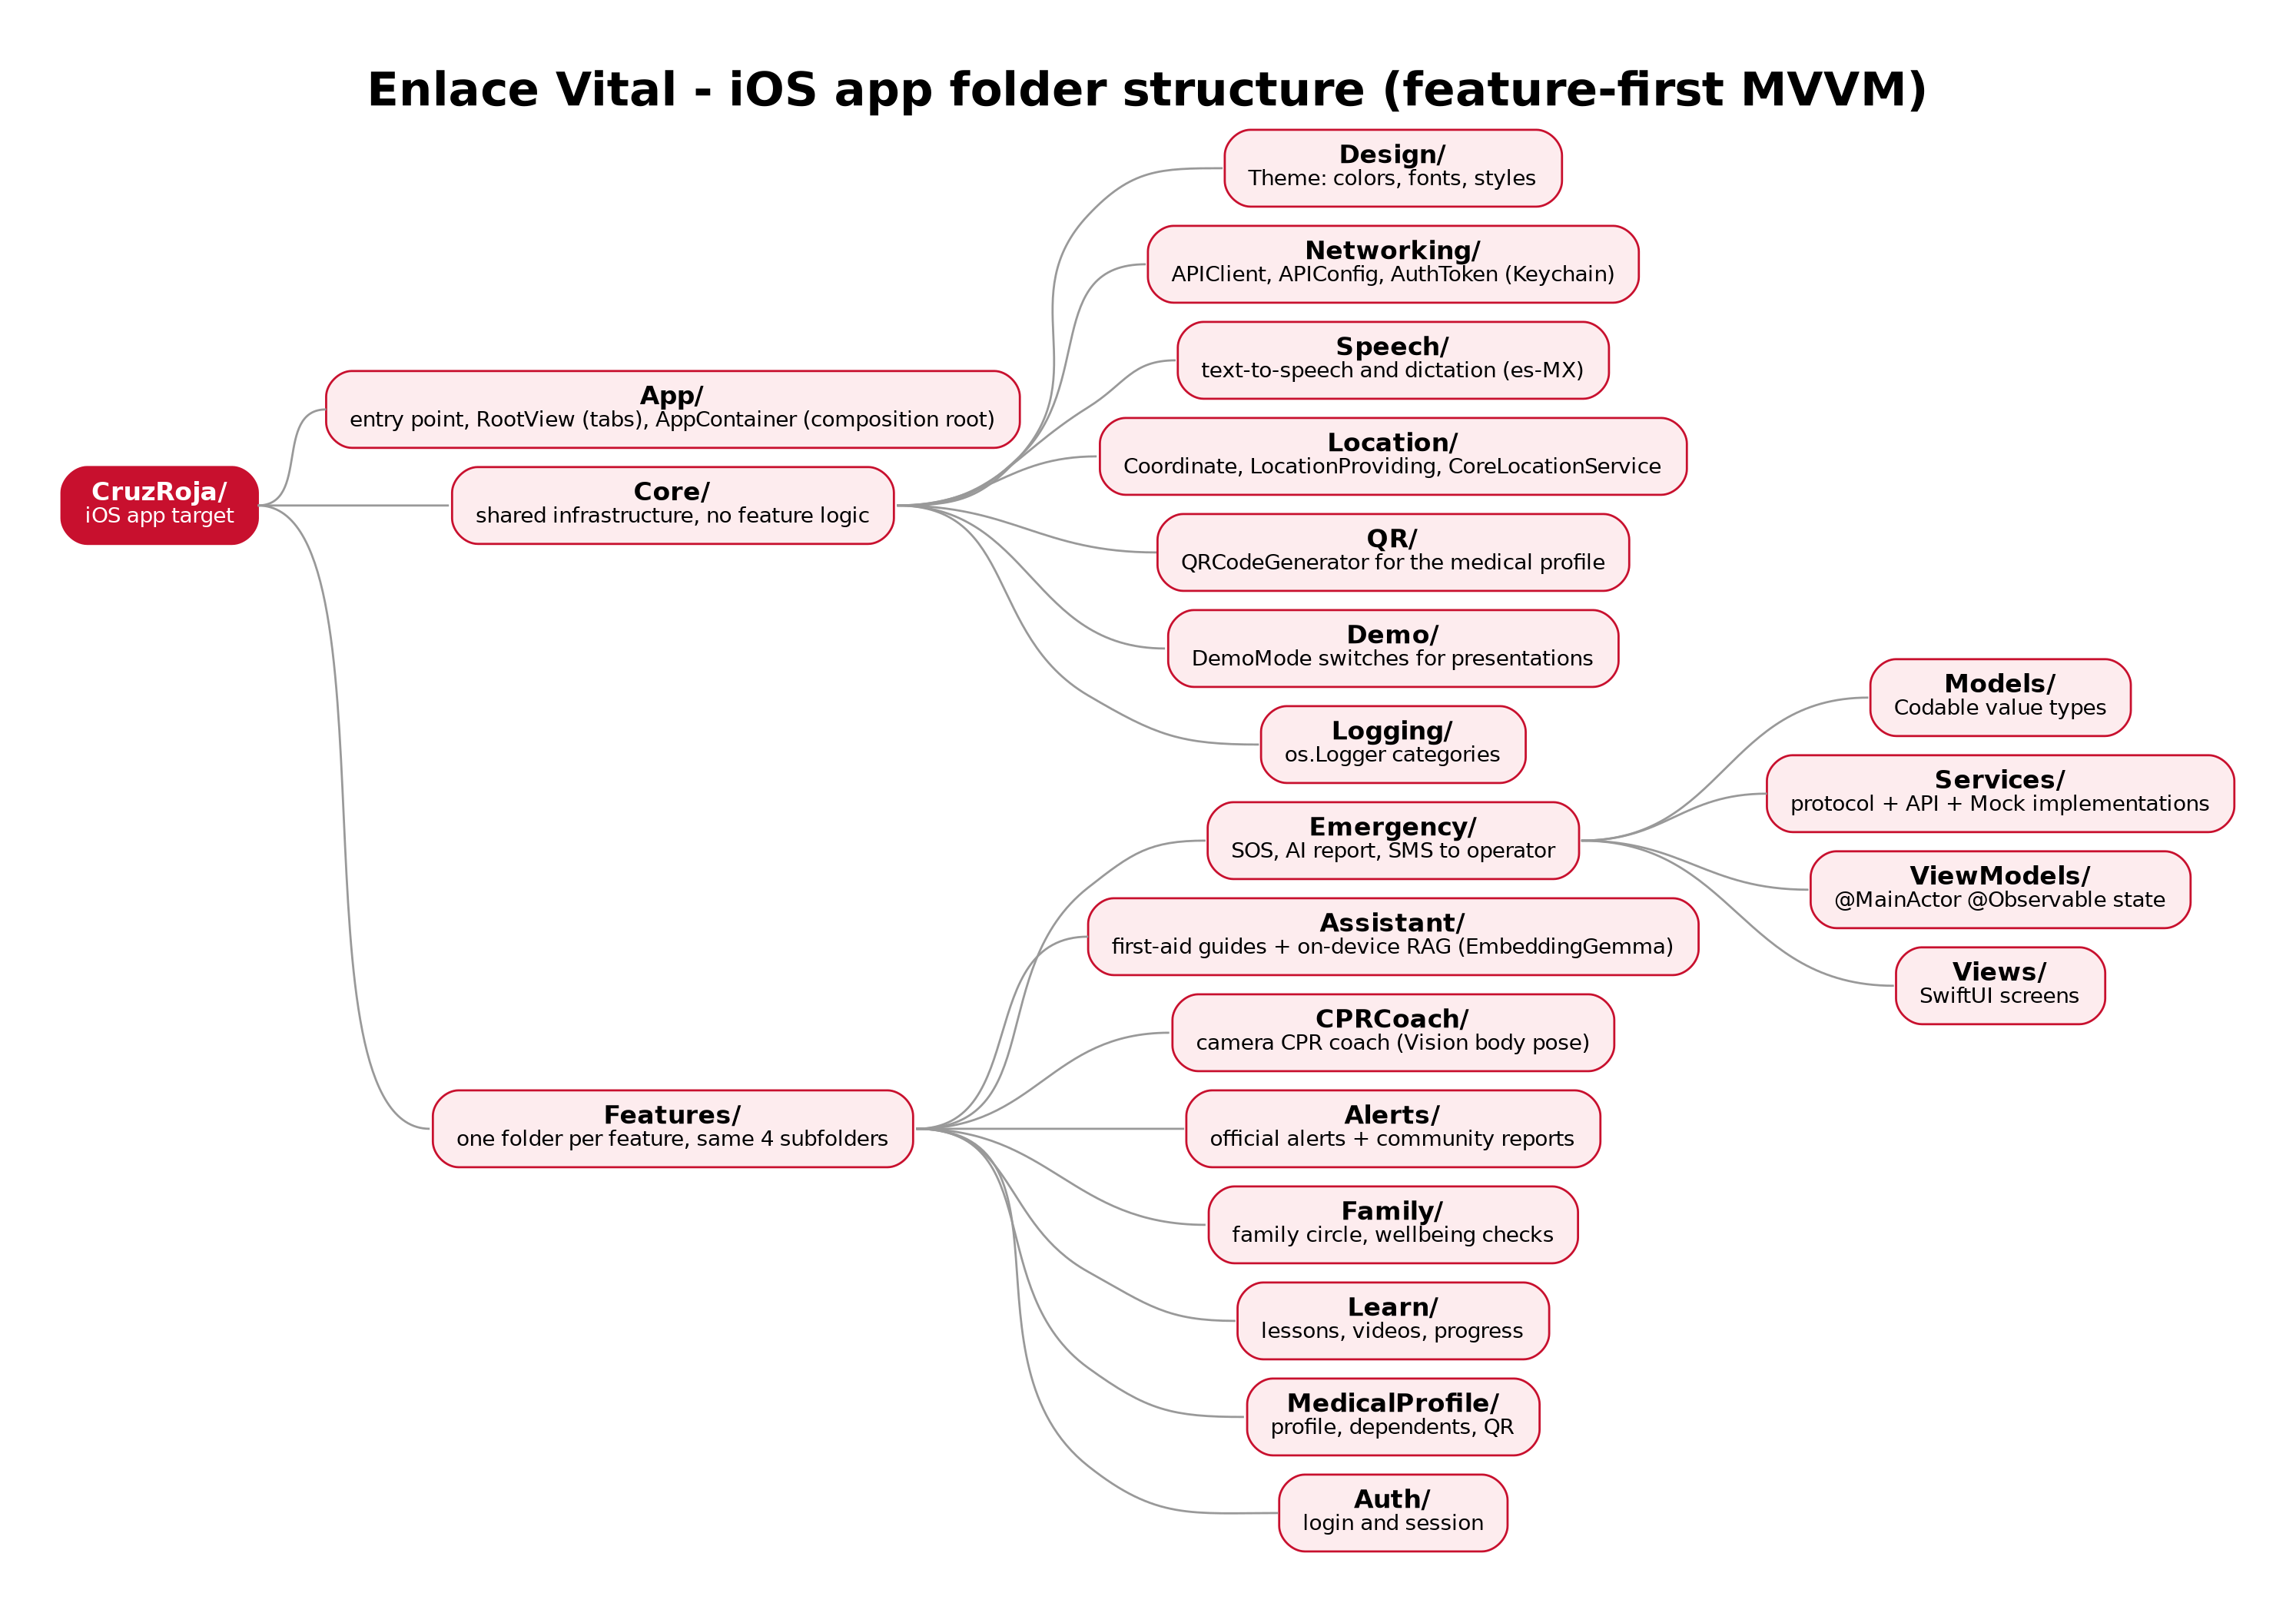 Enlace Vital - iOS app folder structure (feature-first MVVM)
CruzRoja/
iOS app target
App/
entry point, RootView (tabs), AppContainer (composition root)
Core/
shared infrastructure, no feature logic
Design/
Theme: colors, fonts, styles
Networking/
APIClient, APIConfig, AuthToken (Keychain)
Speech/
text-to-speech and dictation (es-MX)
Location/
Coordinate, LocationProviding, CoreLocationService
QR/
QRCodeGenerator for the medical profile
Demo/
DemoMode switches for presentations
Logging/
os.Logger categories
Features/
one folder per feature, same 4 subfolders
Emergency/
SOS, AI report, SMS to operator
Models/
Codable value types
Services/
protocol + API + Mock implementations
ViewModels/
@MainActor @Observable state
Views/
SwiftUI screens
Assistant/
first-aid guides + on-device RAG (EmbeddingGemma)
CPRCoach/
camera CPR coach (Vision body pose)
Alerts/
official alerts + community reports
Family/
family circle, wellbeing checks
Learn/
lessons, videos, progress
MedicalProfile/
profile, dependents, QR
Auth/
login and session